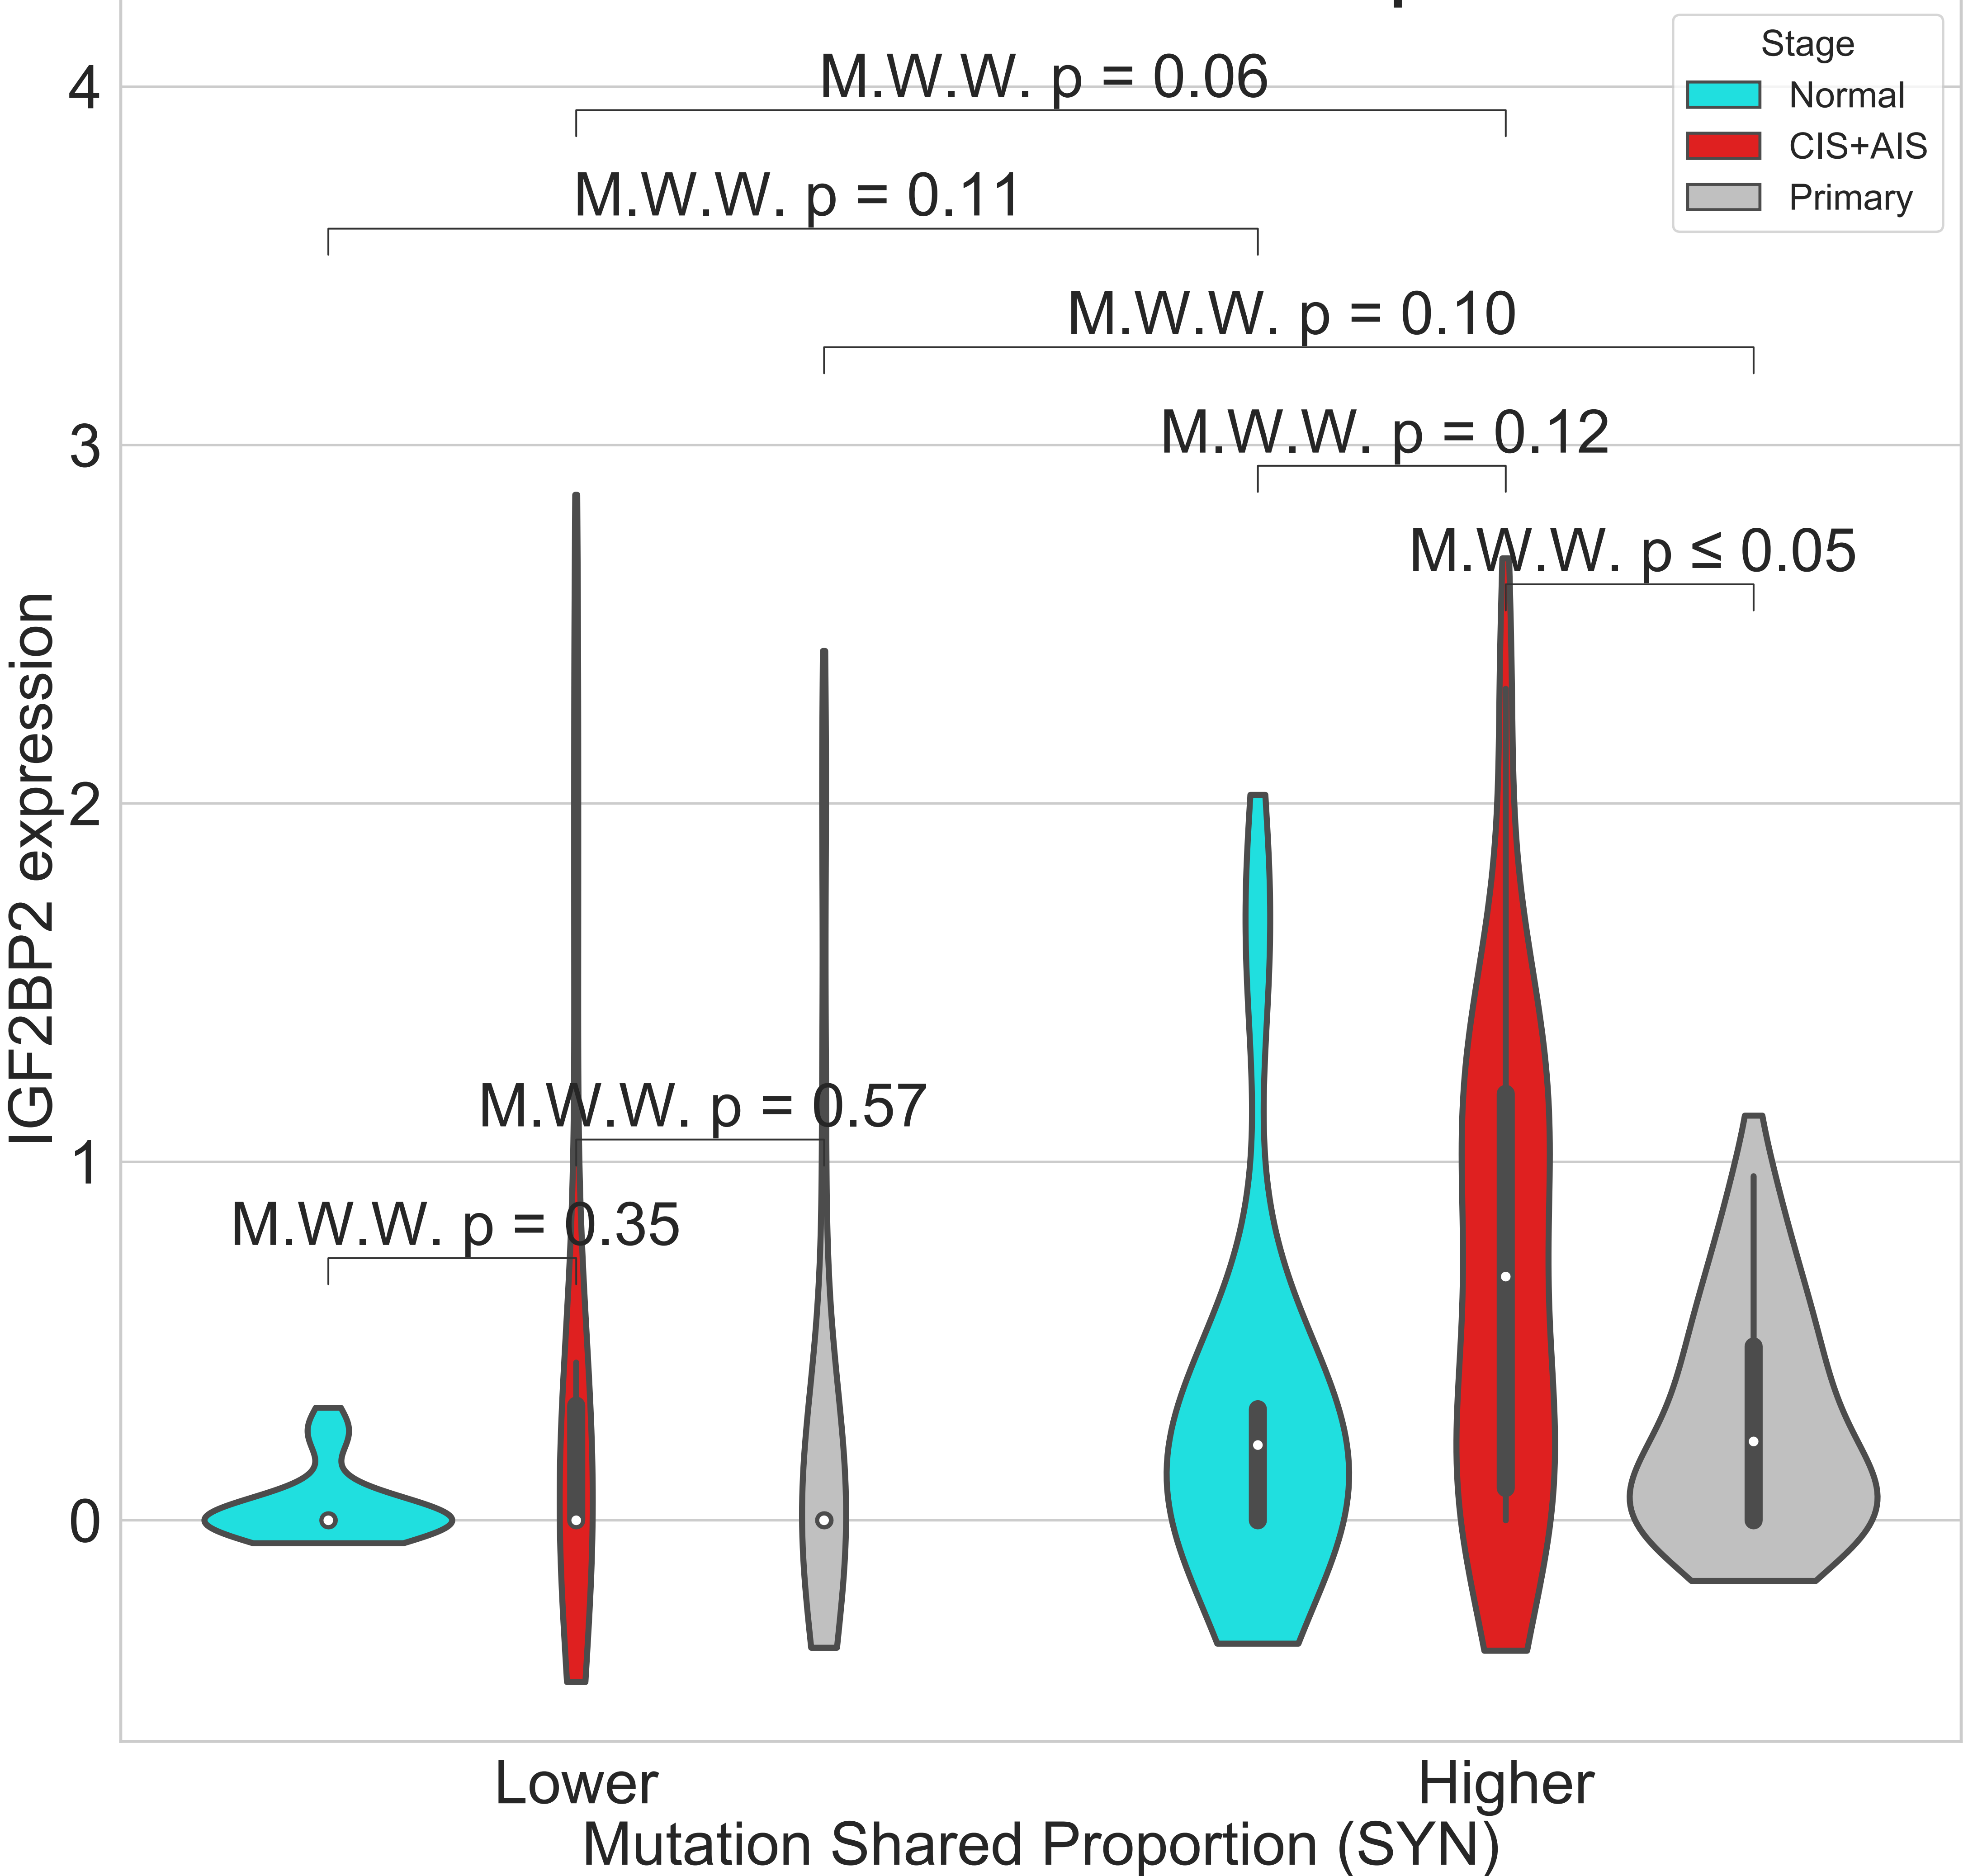 Stage
Normal
CIS+AIS
Primary
4
M.W.W. p = 0.06
M.W.W. p = 0.11
M.W.W. p = 0.10
3
M.W.W. p = 0.12
M.W.W. p ≤ 0.05
2
M.W.W. p = 0.57
1
M.W.W. p = 0.35
0
IGF2BP2 expression
Lower
Higher
Mutation Shared Proportion (SYN)